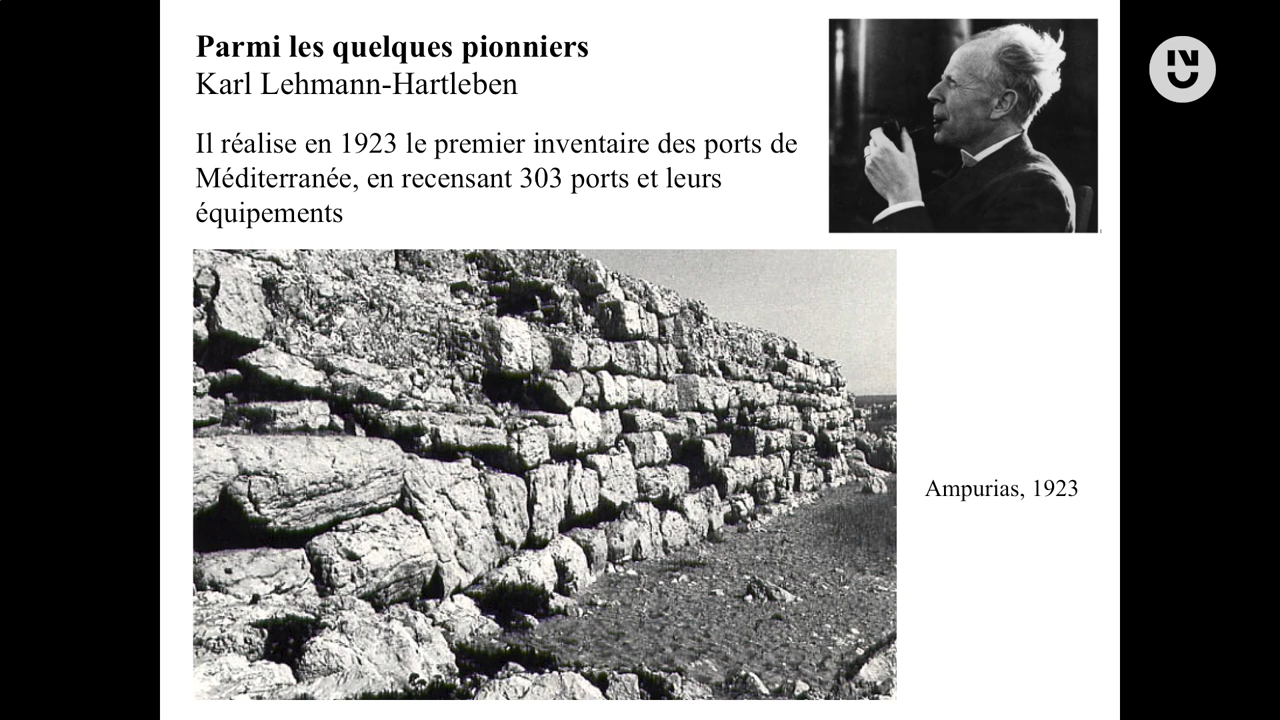 Parmi les quelques pionniers
Karl Lehmann-Hartleben
Il réalise en 1923 le premier inventaire des ports de
Méditerranée, en recensant 303 ports et leurs
équipements
Ampurias, 1923